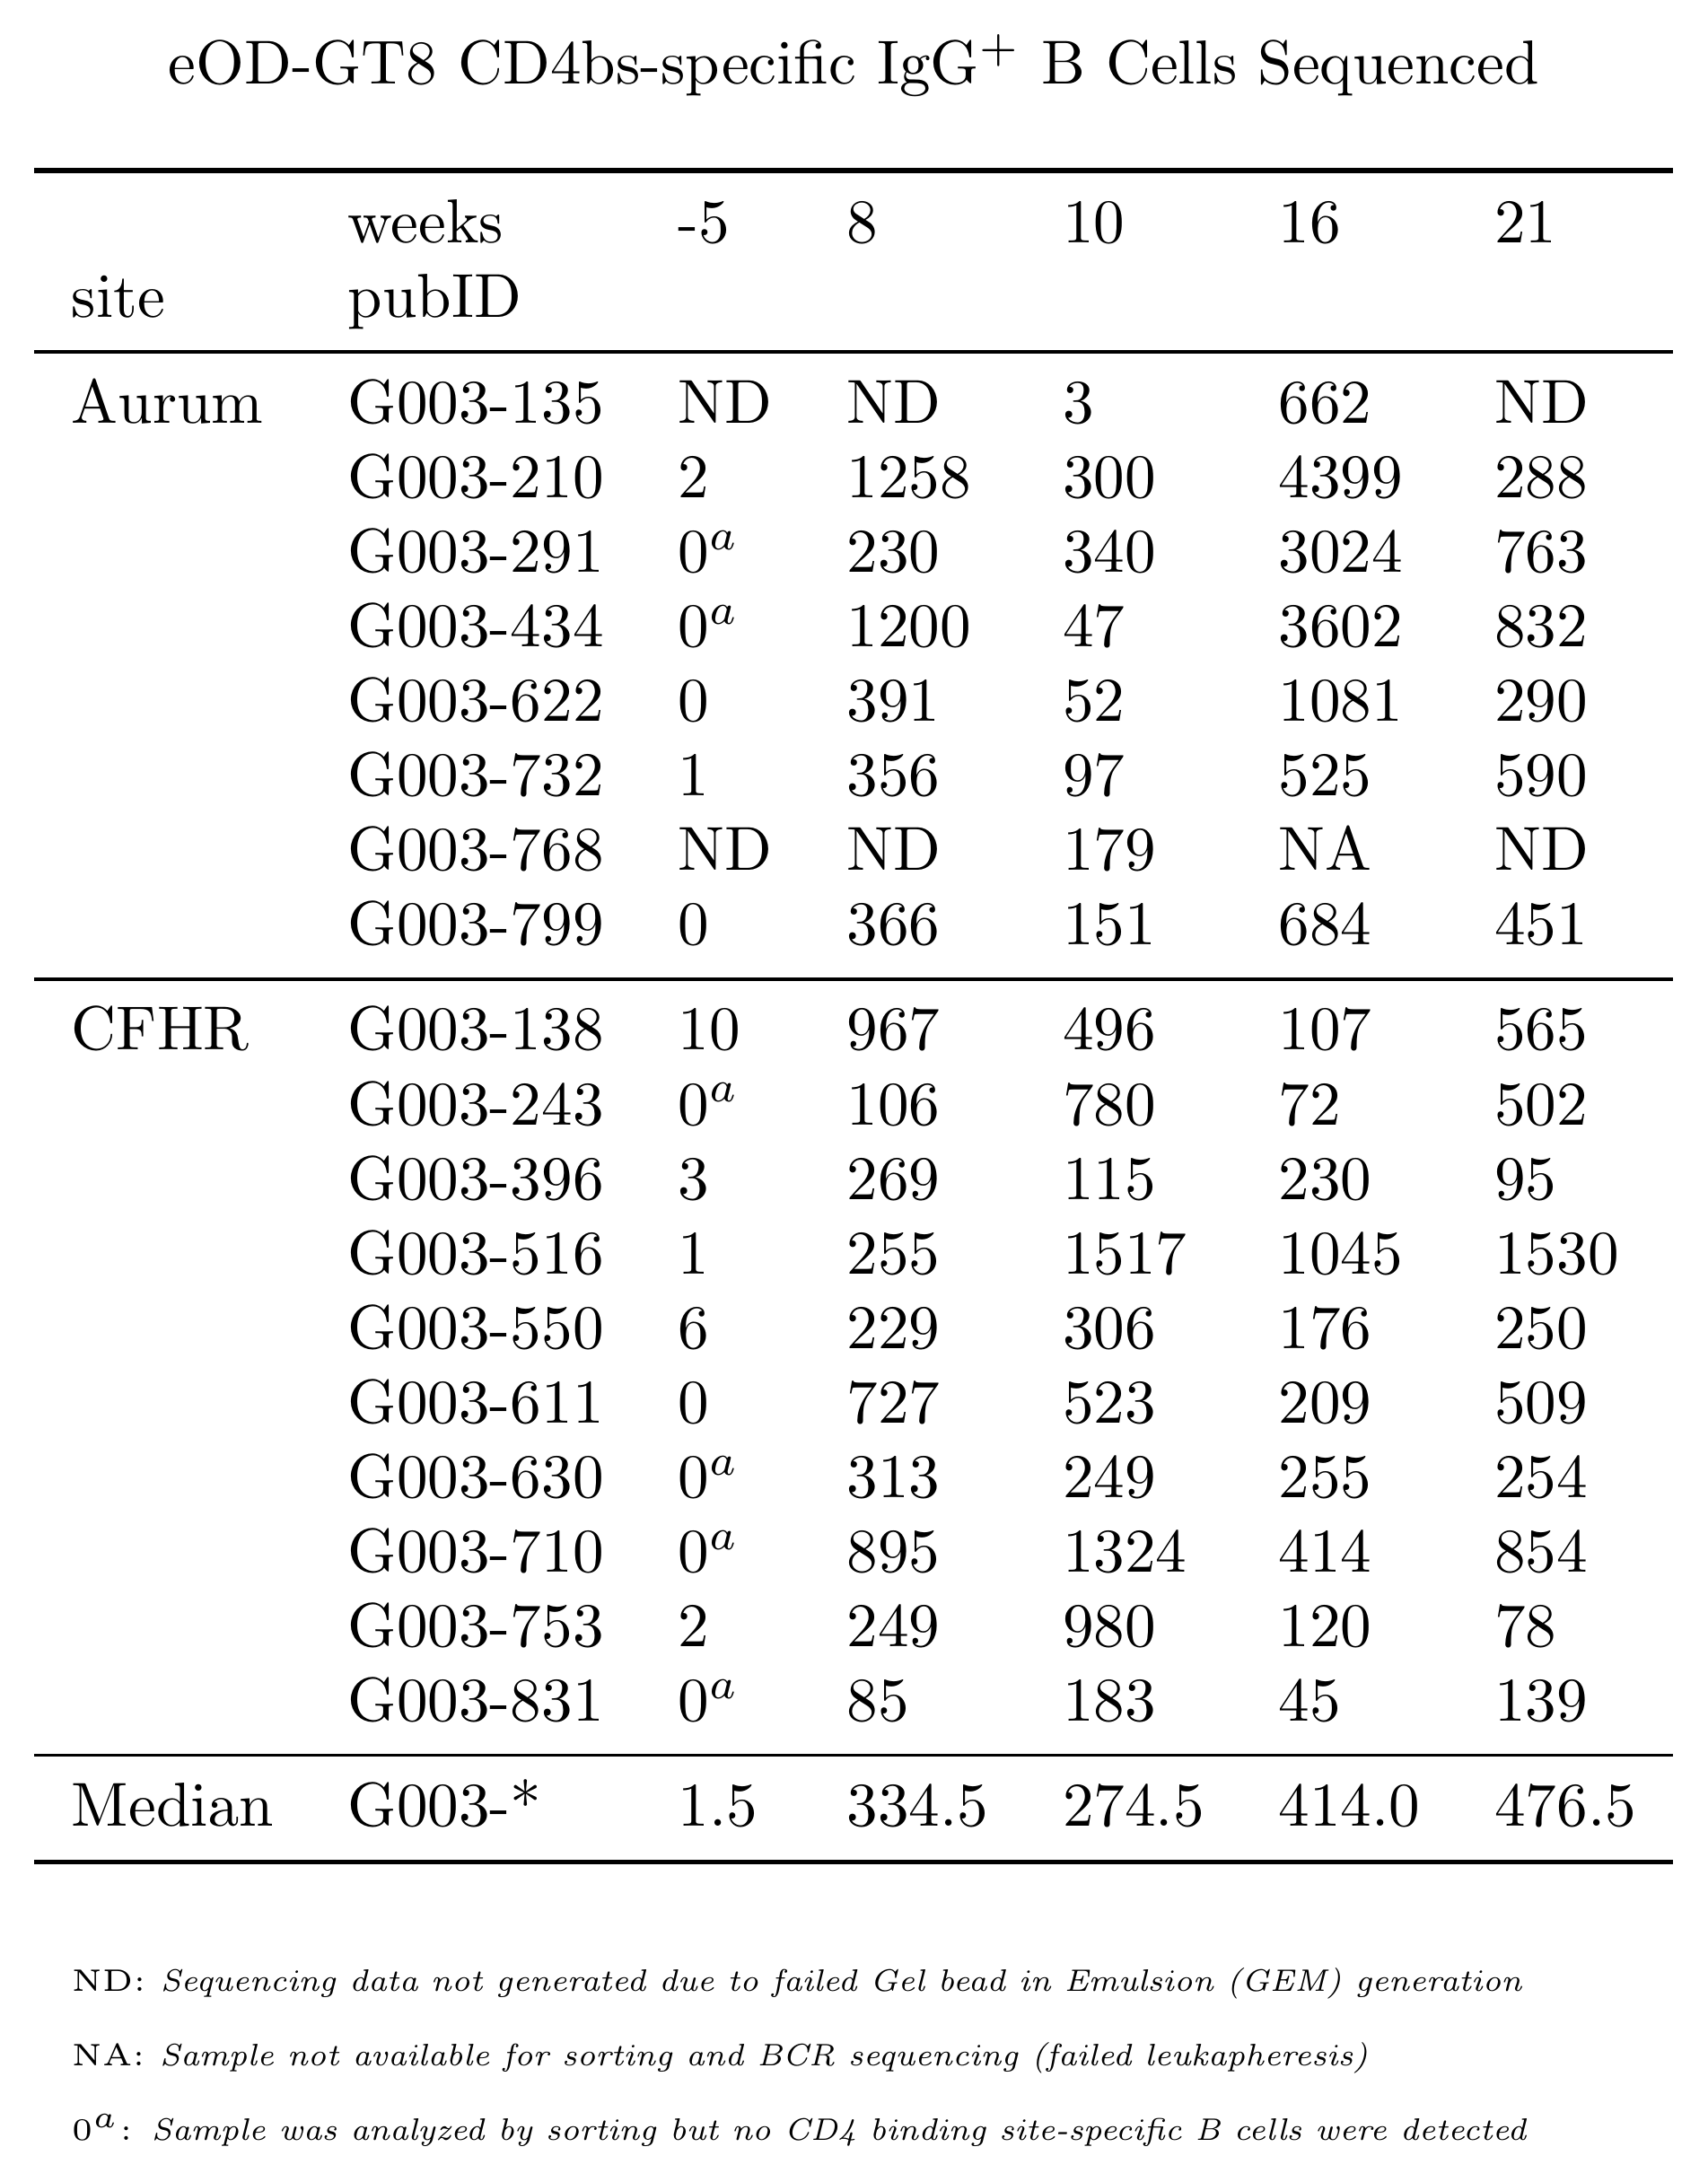 eOD-GT8 CD4bs-specific IgG⁺ B Cells Sequenced
weeks -5 8 10 16 21
site pubID
Aurum G003-135 ND ND 3 662 ND
G003-210 2 1258 300 4399 288
G003-291 0ᵃ 230 340 3024 763
G003-434 0ᵃ 1200 47 3602 832
G003-622 0 391 52 1081 290
G003-732 1 356 97 525 590
G003-768 ND ND 179 NA ND
G003-799 0 366 151 684 451
CFHR G003-138 10 967 496 107 565
G003-243 0ᵃ 106 780 72 502
G003-396 3 269 115 230 95
G003-516 1 255 1517 1045 1530
G003-550 6 229 306 176 250
G003-611 0 727 523 209 509
G003-630 0ᵃ 313 249 255 254
G003-710 0ᵃ 895 1324 414 854
G003-753 2 249 980 120 78
G003-831 0ᵃ 85 183 45 139
Median G003-* 1.5 334.5 274.5 414.0 476.5
ND: Sequencing data not generated due to failed Gel bead in Emulsion (GEM) generation
NA: Sample not available for sorting and BCR sequencing (failed leukapheresis)
0ᵃ: Sample was analyzed by sorting but no CD4 binding site-specific B cells were detected